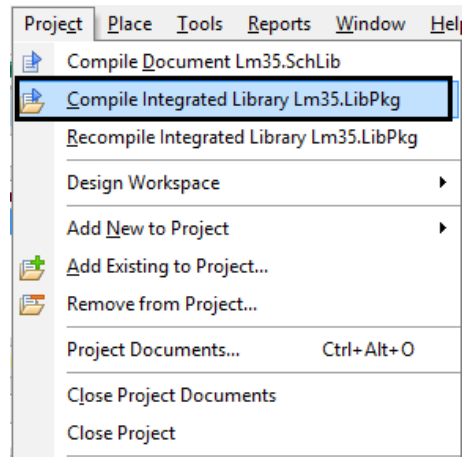 Project Place Tools Reports Window Hel
Compile Document Lm35.SchLib
Compile Integrated Library Lm35.LibPkg
Recompile Integrated Library Lm35.LibPkg
Design Workspace
Add New to Project
Add Existing to Project...
Remove from Project...
Project Documents... Ctrl+Alt+O
Close Project Documents
Close Project